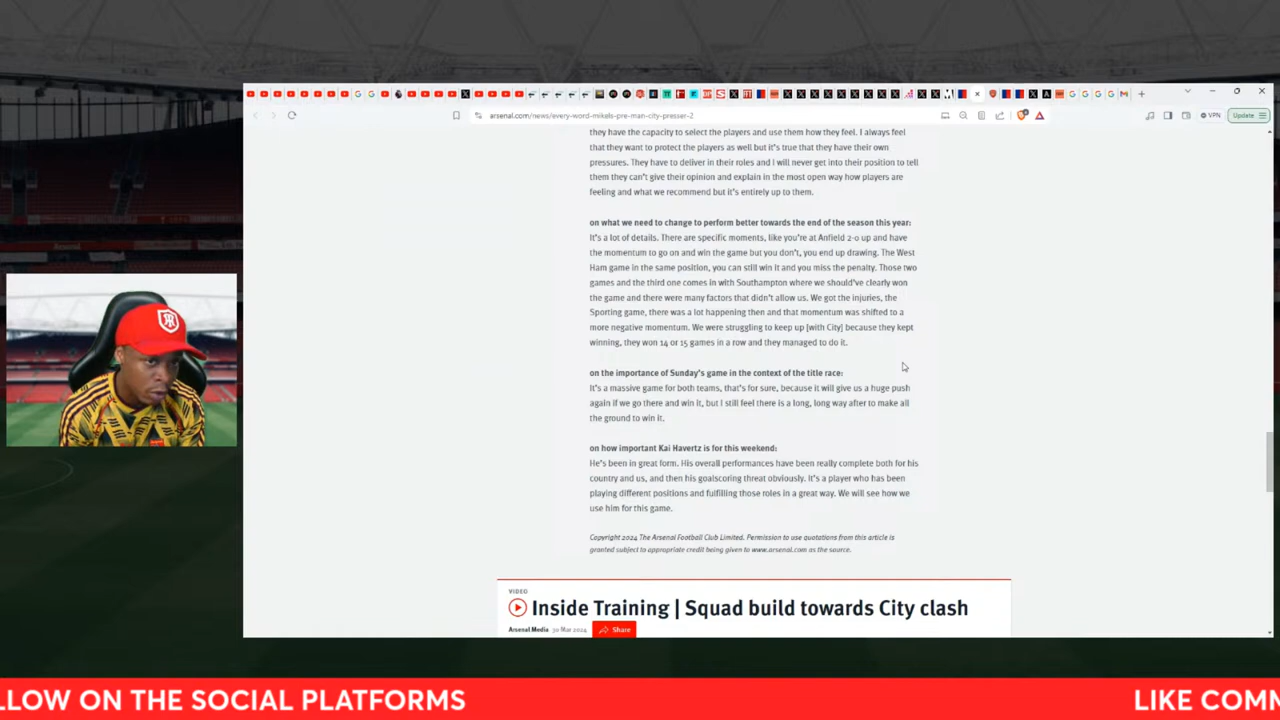 Update
arsenal.com/news/every-word-mikels-pre-man-city-presser-2
VPN
they have the capacity to select the players and use them how they feel. I always feel
that they want to protect the players as well but it's true that they have their own
pressures. They have to deliver in their roles and I will never get into their position to tell
them they can't give their opinion and explain in the most open way how players are
feeling and what we recommend but it's entirely up to them.
on what we need to change to perform better towards the end of the season this year:
It's a lot of details. There are specific moments, like you're at Anfield 2-0 up and have
the momentum to go on and win the game but you don't, you end up drawing. The West
Ham game in the same position, you can still win it and you miss the penalty. Those two
games and the third one comes in with Southampton where we should've clearly won
the game and there were many factors that didn't allow us. We got the injuries, the
Sporting game, there was a lot happening then and that momentum was shifted to a
more negative momentum. We were struggling to keep up [with City] because they kept
winning, they won 14 or 15 games in a row and they managed to do it.
on the importance of Sunday's game in the context of the title race:
It's a massive game for both teams, that's for sure, because it will give us a huge push
again if we go there and win it, but I still feel there is a long, long way after to make all
the ground to win it.
on how important Kai Havertz is for this weekend:
He's been in great form. His overall performances have been really complete both for his
country and us, and then his goalscoring threat obviously. It's a player who has been
playing different positions and fulfilling those roles in a great way. We will see how we
use him for this game.
Copyright 2024 The Arsenal Football Club Limited. Permission to use quotations from this article is
granted subject to appropriate credit being given to www.arsenal.com as the source.
VIDEO
Inside Training | Squad build towards City clash
Arsenal Media 30 Mar 2024 Share
LLOW ON THE SOCIAL PLATFORMS
LIKE COMM